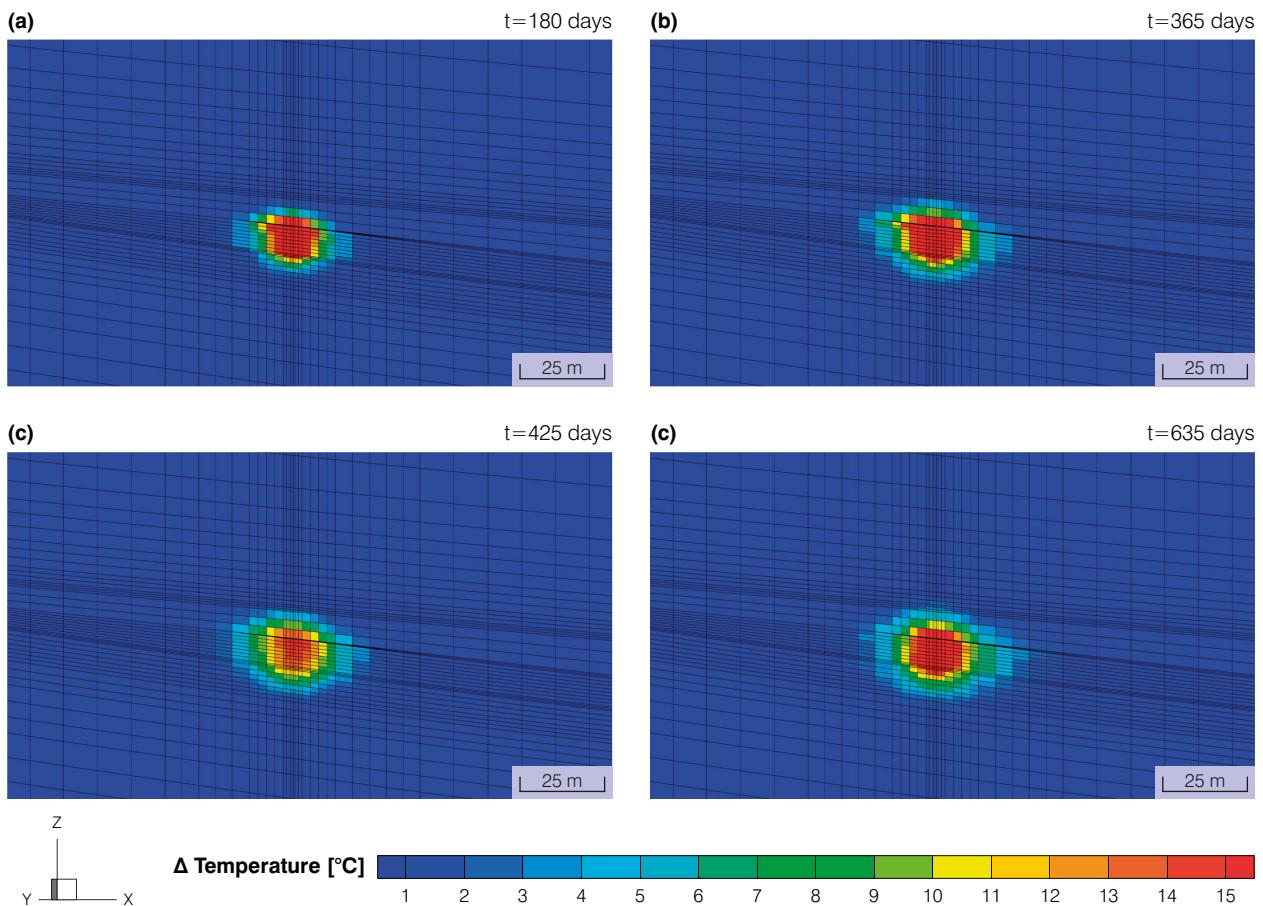 (a) t=180 days
(b) t=365 days
25 m
25 m
(c) t=425 days
(c) t=635 days
25 m
25 m
Z
Y X
Δ Temperature [°C]
1 2 3 4 5 6 7 8 9 10 11 12 13 14 15